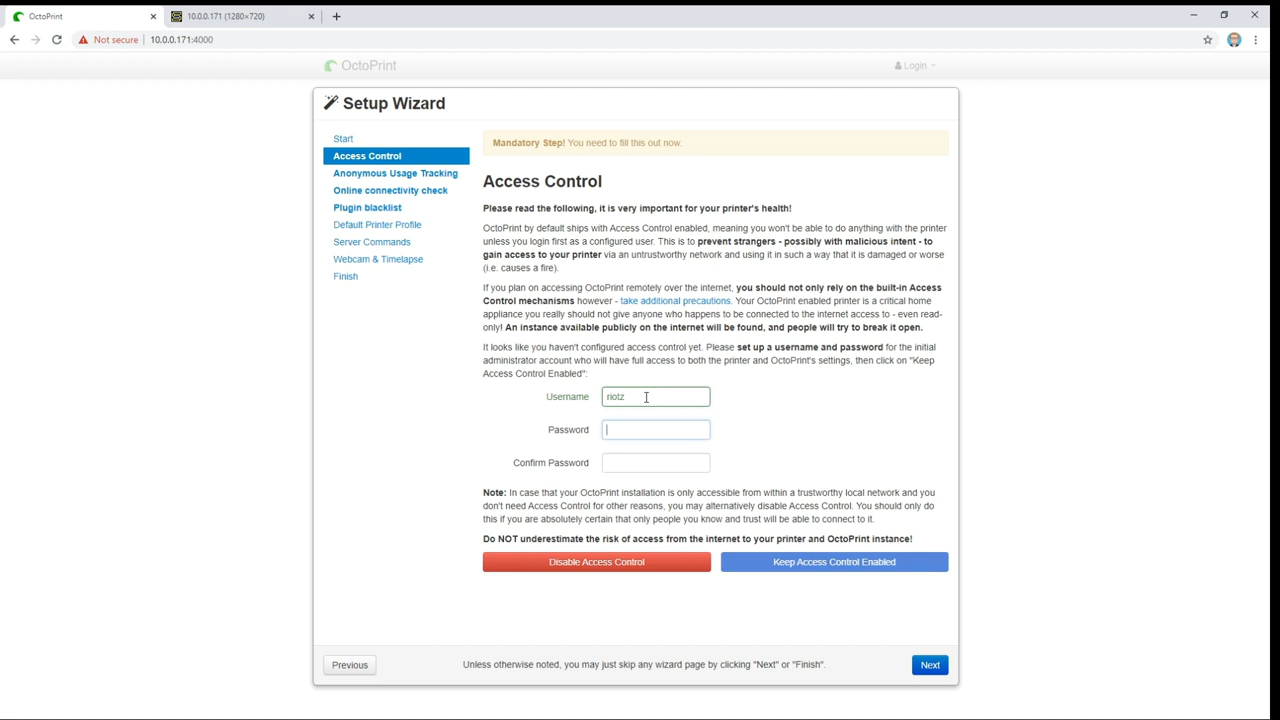 OctoPrint
10.0.0.171 (1280×720)
Not secure
10.0.0.171:4000
OctoPrint
Login
Setup Wizard
Start
Access Control
Anonymous Usage Tracking
Online connectivity check
Plugin blacklist
Default Printer Profile
Server Commands
Webcam & Timelapse
Finish
Mandatory Step! You need to fill this out now.
Access Control
Please read the following, it is very important for your printer's health!
OctoPrint by default ships with Access Control enabled, meaning you won't be able to do anything with the printer
unless you login first as a configured user. This is to prevent strangers - possibly with malicious intent - to
gain access to your printer via an untrustworthy network and using it in such a way that it is damaged or worse
(i.e. causes a fire).
If you plan on accessing OctoPrint remotely over the internet, you should not only rely on the built-in Access
Control mechanisms however - take additional precautions. Your OctoPrint enabled printer is a critical home
appliance you really should not give anyone who happens to be connected to the internet access to - even read-
only! An instance available publicly on the internet will be found, and people will try to break it open.
It looks like you haven't configured access control yet. Please set up a username and password for the initial
administrator account who will have full access to both the printer and OctoPrint's settings, then click on "Keep
Access Control Enabled":
Username
riotz
Password
Confirm Password
Note: In case that your OctoPrint installation is only accessible from within a trustworthy local network and you
don't need Access Control for other reasons, you may alternatively disable Access Control. You should only do
this if you are absolutely certain that only people you know and trust will be able to connect to it.
Do NOT underestimate the risk of access from the internet to your printer and OctoPrint instance!
Disable Access Control
Keep Access Control Enabled
Previous
Unless otherwise noted, you may just skip any wizard page by clicking "Next" or "Finish".
Next